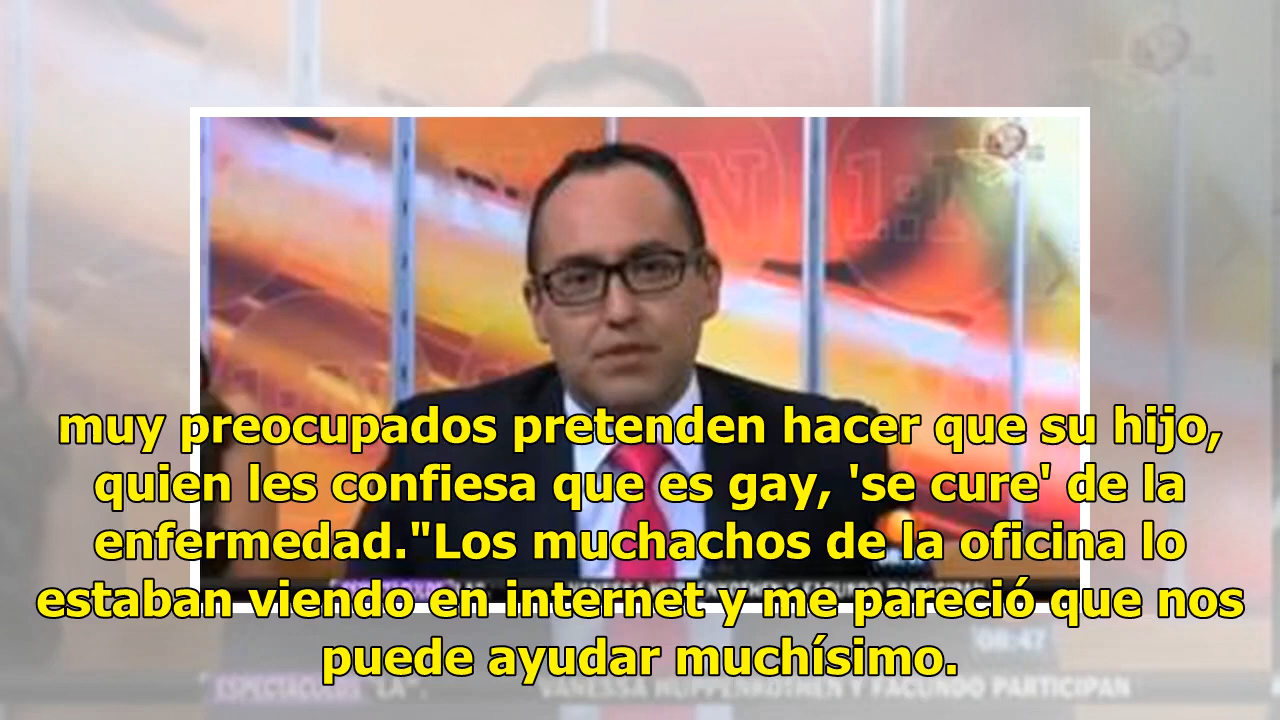 muy preocupados pretenden hacer que su hijo,
quien les confiesa que es gay, 'se cure' de la
enfermedad."Los muchachos de la oficina lo
estaban viendo en internet y me pareció que nos
puede ayudar muchísimo.
08:47
ESPECTÁCULOS "LA". VANESSA HUPPENKOTHEN Y FACUNDO PARTICIPAN